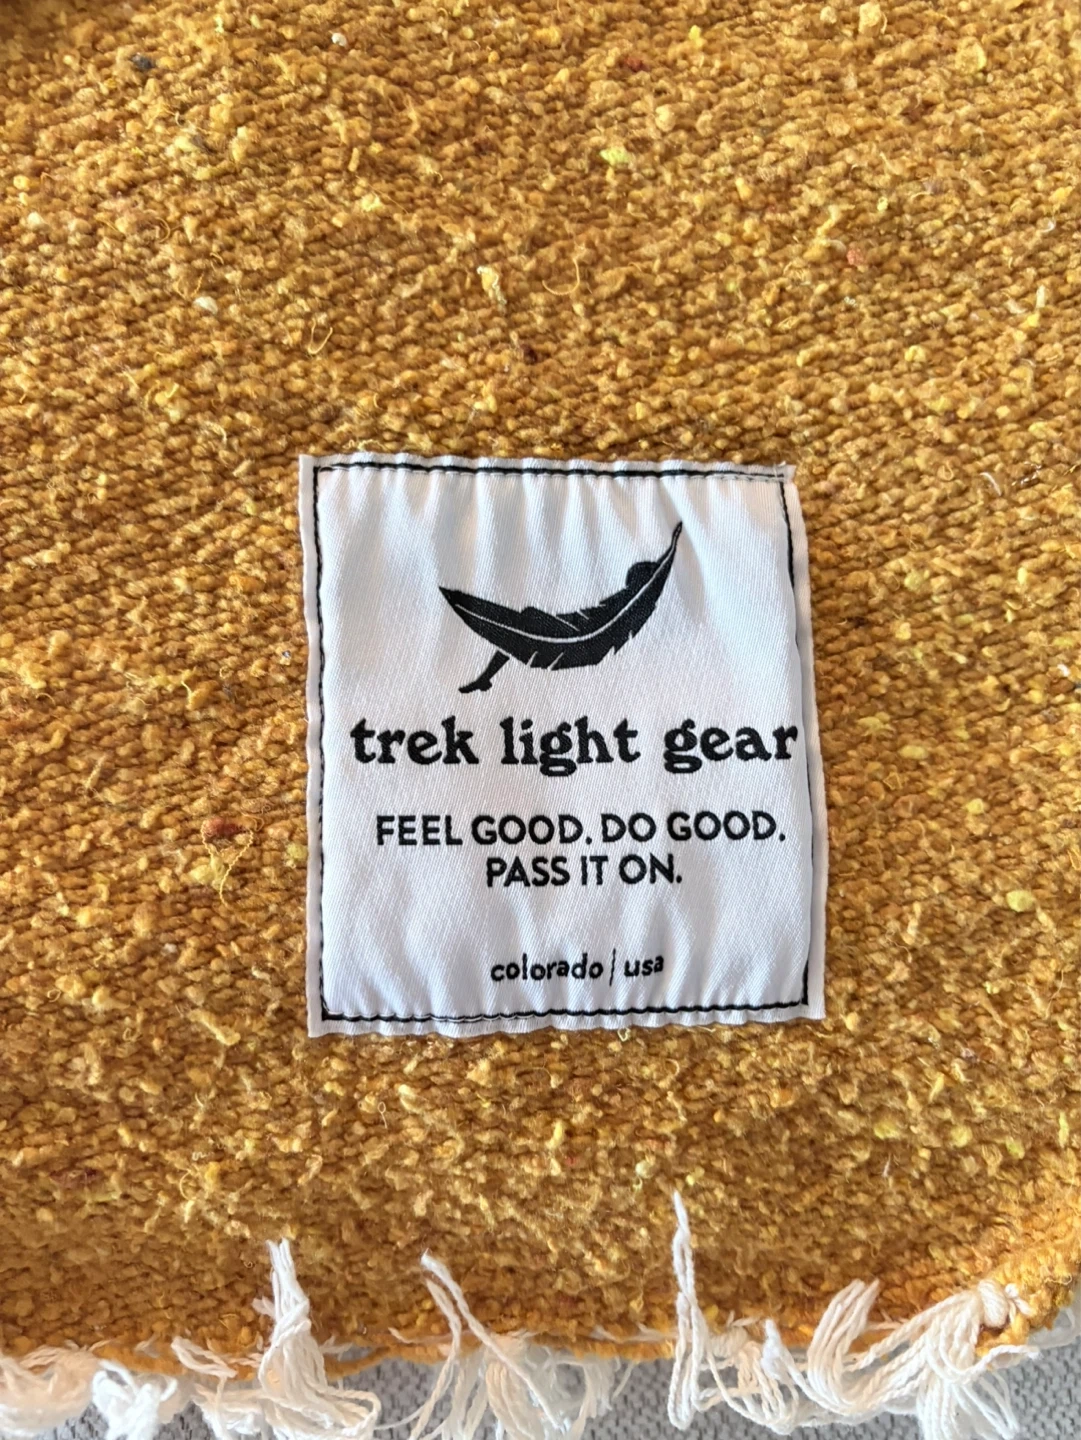 trek light gear
FEEL GOOD. DO GOOD.
PASS IT ON.
colorado | usa